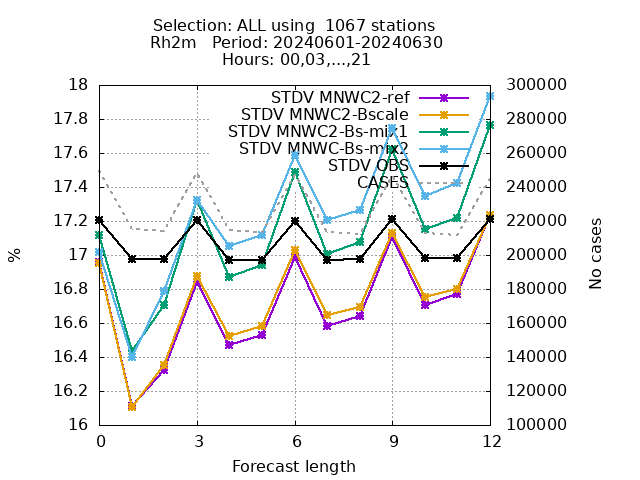 Selection: ALL using  1067 stations
Rh2m   Period: 20240601-20240630
Hours: 00,03,...,21
18
17.8
17.6
17.4
17.2
17
16.8
16.6
16.4
16.2
16
%
300000
280000
260000
240000
220000
200000
180000
160000
140000
120000
100000
No cases
STDV MNWC2-ref
STDV MNWC2-Bscale
STDV MNWC2-Bs-mix1
STDV MNWC-Bs-mix2
STDV OBS
CASES
0 3 6 9 12
Forecast length